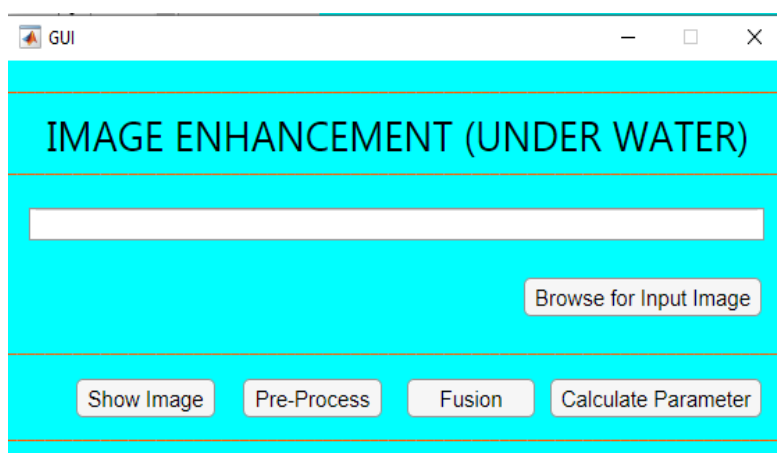 GUI
IMAGE ENHANCEMENT (UNDER WATER)
Browse for Input Image
Show Image Pre-Process Fusion Calculate Parameter